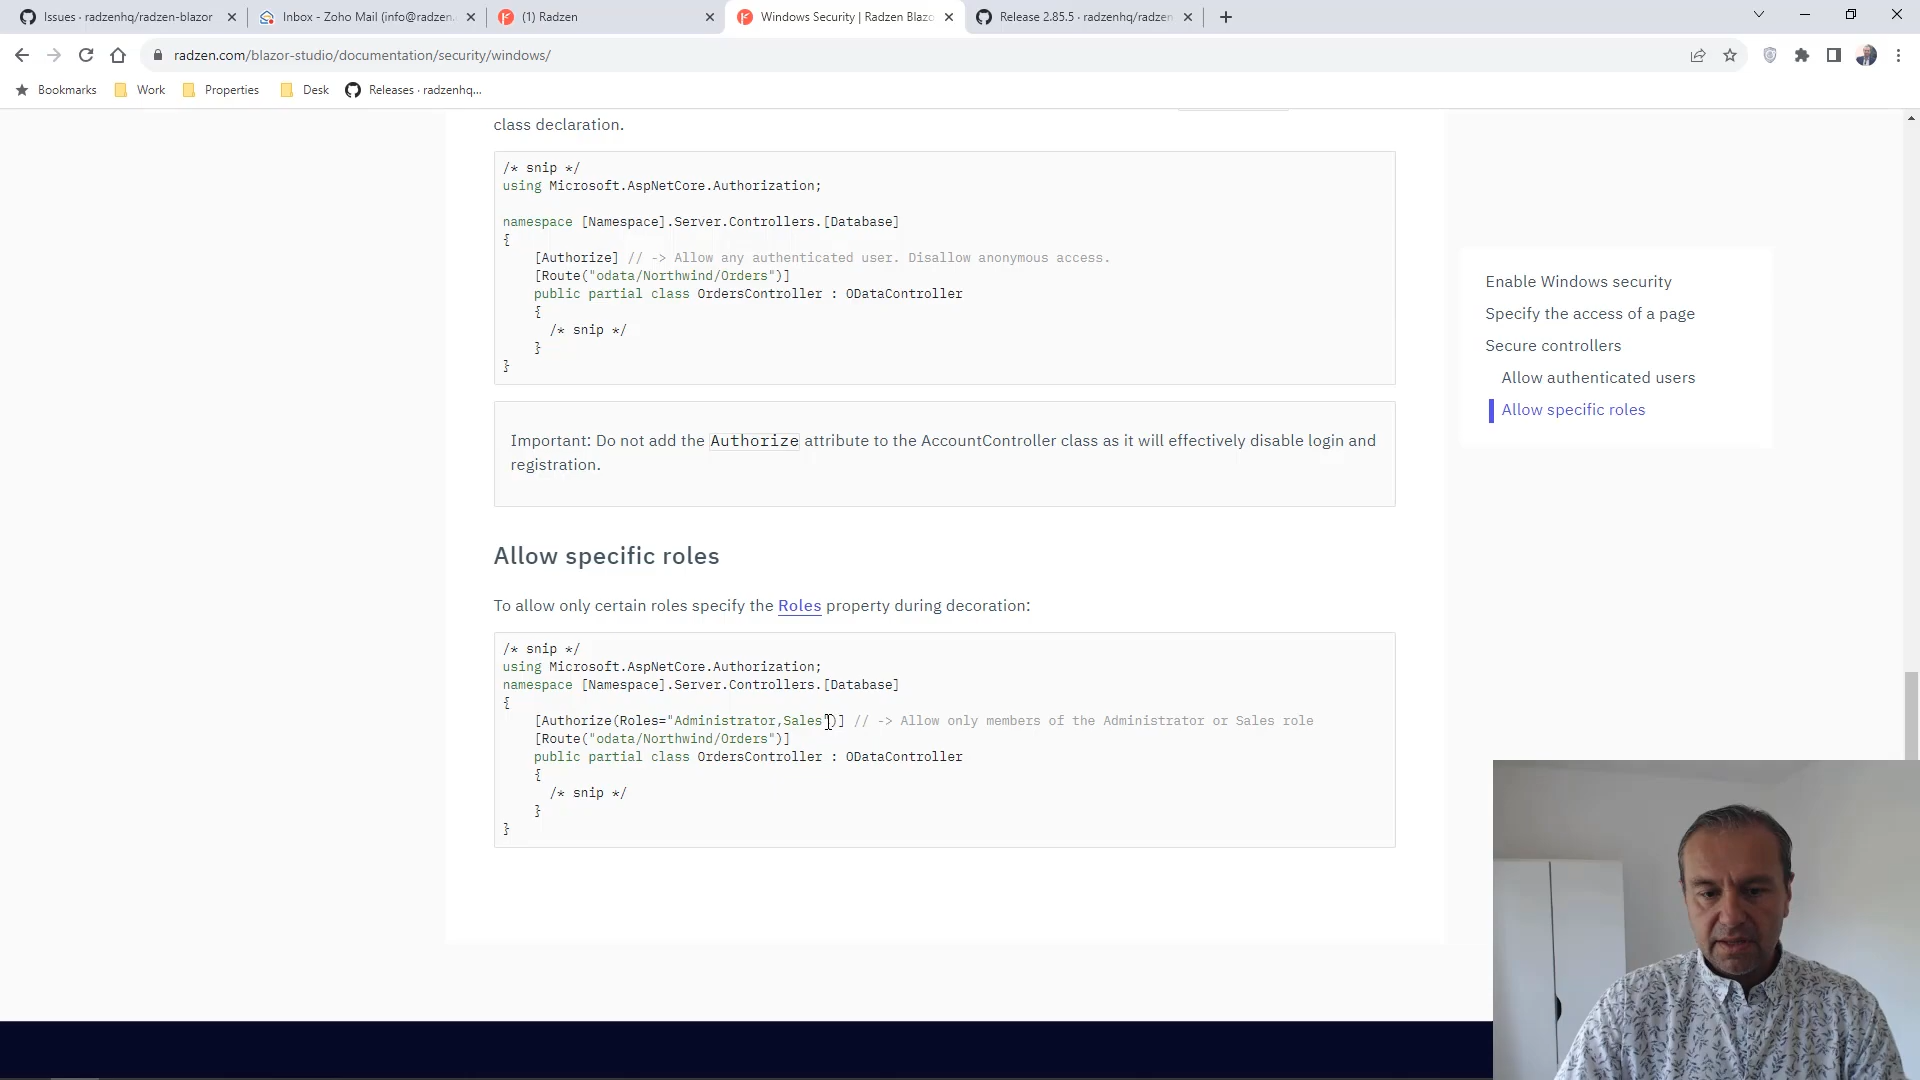 Issues · radzenhq/radzen-blazor
Inbox - Zoho Mail (info@radzen.
(1) Radzen
Windows Security | Radzen Blazo
Release 2.85.5 · radzenhq/radzen
radzen.com/blazor-studio/documentation/security/windows/
Bookmarks
Work
Properties
Desk
Releases · radzenhq...
class declaration.
/* snip */
using Microsoft.AspNetCore.Authorization;
namespace [Namespace].Server.Controllers.[Database]
{
[Authorize] // -> Allow any authenticated user. Disallow anonymous access.
[Route("odata/Northwind/Orders")]
public partial class OrdersController : ODataController
{
/* snip */
}
}
Important: Do not add the Authorize attribute to the AccountController class as it will effectively disable login and
registration.
Allow specific roles
To allow only certain roles specify the Roles property during decoration:
/* snip */
using Microsoft.AspNetCore.Authorization;
namespace [Namespace].Server.Controllers.[Database]
{
[Authorize(Roles="Administrator,Sales")] // -> Allow only members of the Administrator or Sales role
[Route("odata/Northwind/Orders")]
public partial class OrdersController : ODataController
{
/* snip */
}
}
Enable Windows security
Specify the access of a page
Secure controllers
Allow authenticated users
Allow specific roles